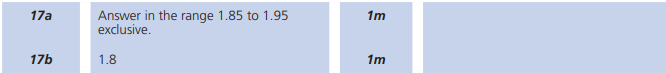 17a Answer in the range 1.85 to 1.95 1m
exclusive.
17b 1.8 1m